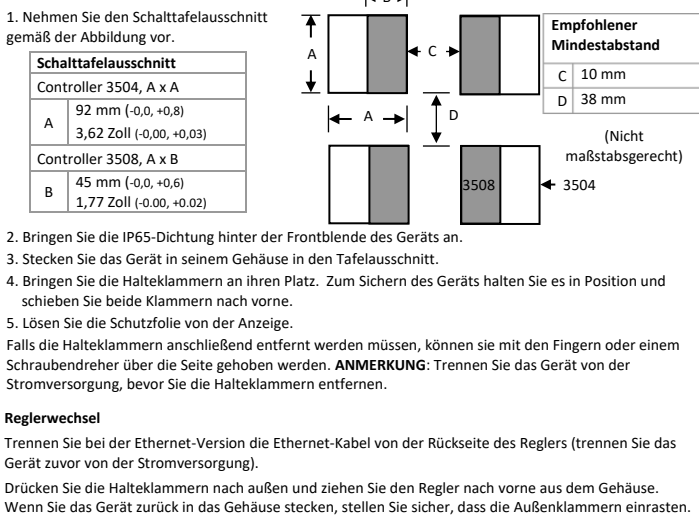 B
1. Nehmen Sie den Schalttafelausschnitt
gemäß der Abbildung vor.
Schalttafelausschnitt
Controller 3504, A x A
A
92 mm (-0,0, +0,8)
3,62 Zoll (-0,00, +0,03)
Controller 3508, A x B
B
45 mm (-0,0, +0,6)
1,77 Zoll (-0.00, +0.02)
A
C
A
D
3508
3504
Empfohlener
Mindestabstand
C 10 mm
D 38 mm
(Nicht
maßstabsgerecht)
2. Bringen Sie die IP65-Dichtung hinter der Frontblende des Geräts an.
3. Stecken Sie das Gerät in seinem Gehäuse in den Tafelausschnitt.
4. Bringen Sie die Halteklammern an ihren Platz. Zum Sichern des Geräts halten Sie es in Position und
schieben Sie beide Klammern nach vorne.
5. Lösen Sie die Schutzfolie von der Anzeige.
Falls die Halteklammern anschließend entfernt werden müssen, können sie mit den Fingern oder einem
Schraubendreher über die Seite gehoben werden. ANMERKUNG: Trennen Sie das Gerät von der
Stromversorgung, bevor Sie die Halteklammern entfernen.
Reglerwechsel
Trennen Sie bei der Ethernet-Version die Ethernet-Kabel von der Rückseite des Reglers (trennen Sie das
Gerät zuvor von der Stromversorgung).
Drücken Sie die Halteklammern nach außen und ziehen Sie den Regler nach vorne aus dem Gehäuse.
Wenn Sie das Gerät zurück in das Gehäuse stecken, stellen Sie sicher, dass die Außenklammern einrasten.